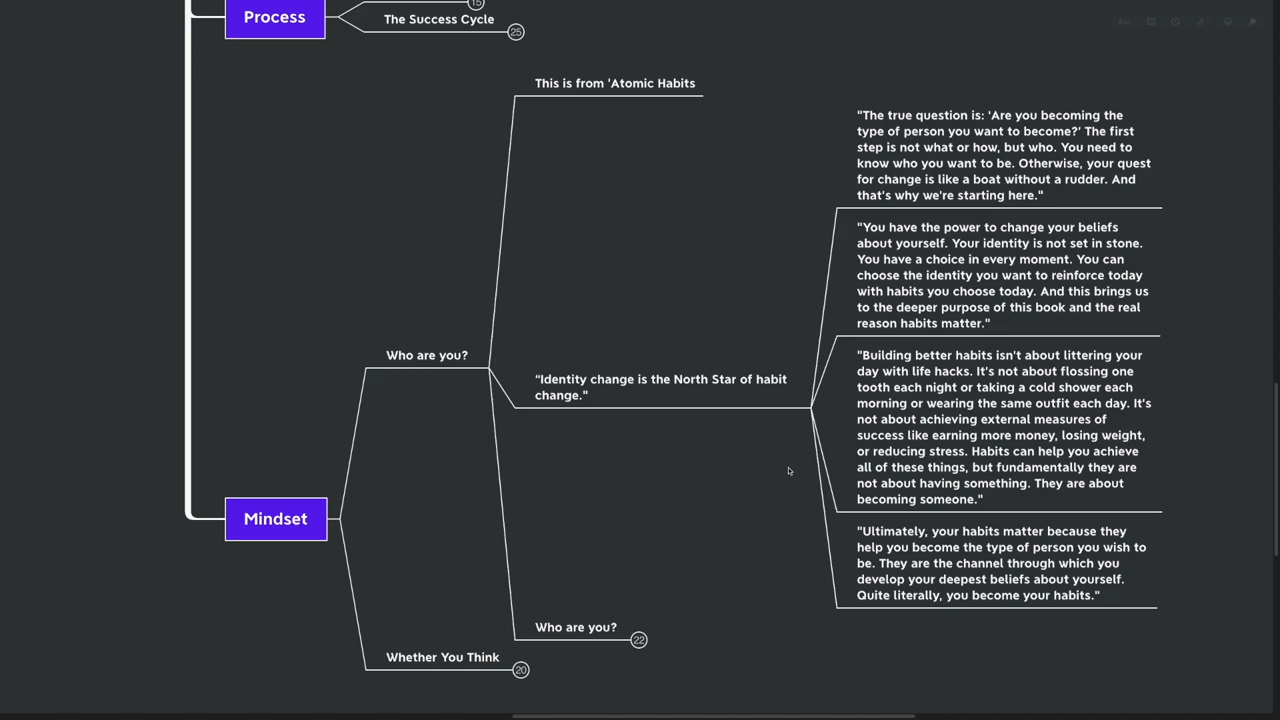 Process
15
The Success Cycle
25
This is from 'Atomic Habits
"The true question is: 'Are you becoming the
type of person you want to become?' The first
step is not what or how, but who. You need to
know who you want to be. Otherwise, your quest
for change is like a boat without a rudder. And
that's why we're starting here."
"You have the power to change your beliefs
about yourself. Your identity is not set in stone.
You have a choice in every moment. You can
choose the identity you want to reinforce today
with habits you choose today. And this brings us
to the deeper purpose of this book and the real
reason habits matter."
Who are you?
"Identity change is the North Star of habit
change."
"Building better habits isn't about littering your
day with life hacks. It's not about flossing one
tooth each night or taking a cold shower each
morning or wearing the same outfit each day. It's
not about achieving external measures of
success like earning more money, losing weight,
or reducing stress. Habits can help you achieve
all of these things, but fundamentally they are
not about having something. They are about
becoming someone."
Mindset
"Ultimately, your habits matter because they
help you become the type of person you wish to
be. They are the channel through which you
develop your deepest beliefs about yourself.
Quite literally, you become your habits."
Who are you?
22
Whether You Think
20